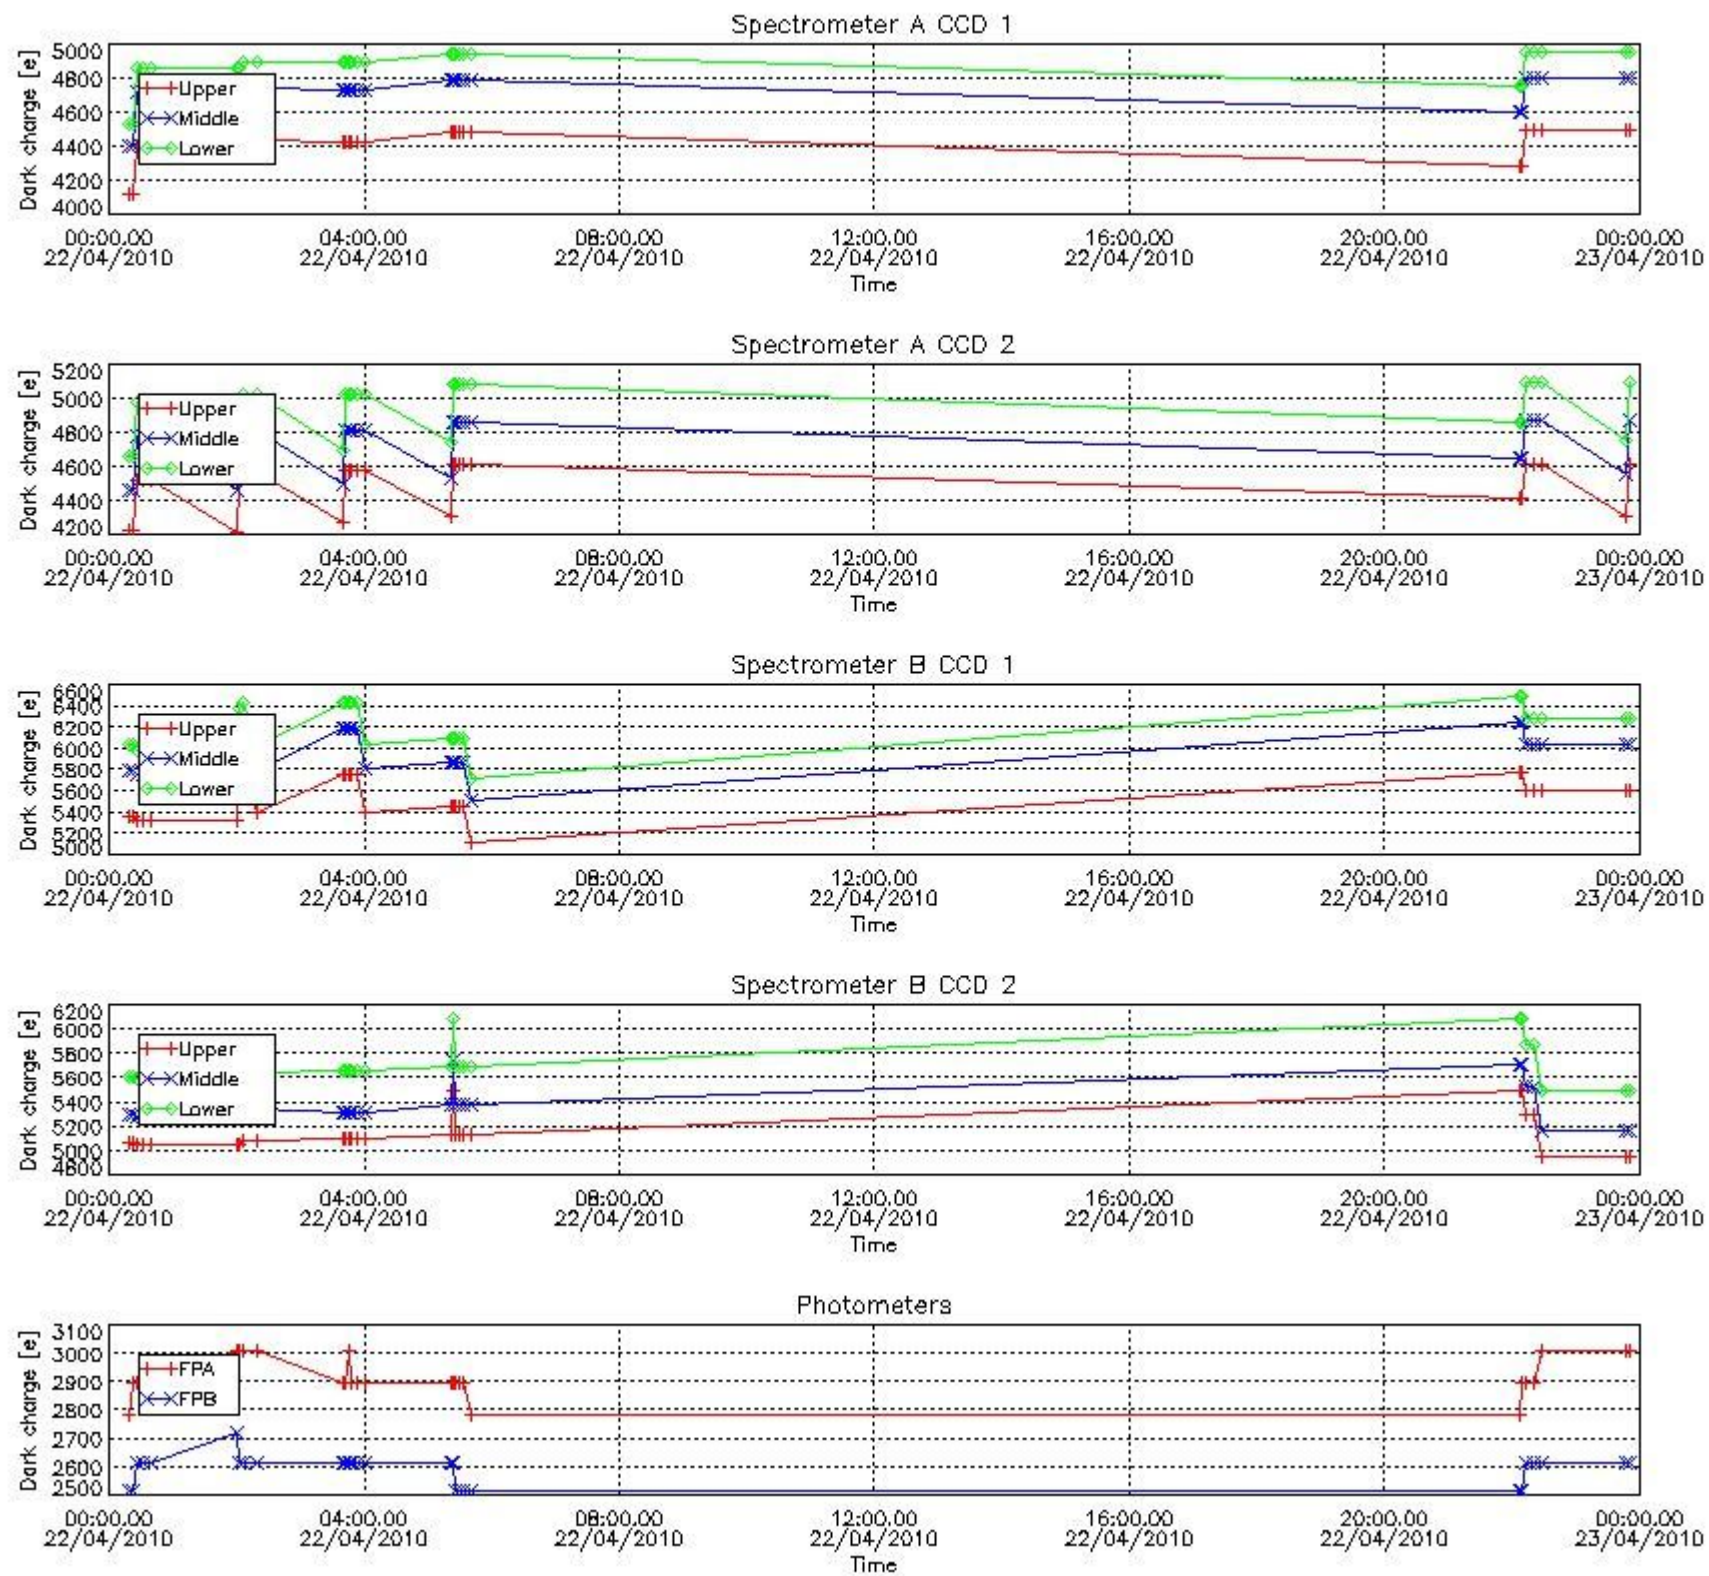 Spectrometer A CCD 1
Dark charge [e]
5000
4800
4600
4400
4200
4000
Upper
Middle
Lower
00:00.00 04:00.00 08:00.00 12:00.00 16:00.00 20:00.00 00:00.00
22/04/2010 22/04/2010 22/04/2010 22/04/2010 22/04/2010 22/04/2010 23/04/2010
Time
Spectrometer A CCD 2
Dark charge [e]
5200
5000
4800
4600
4400
4200
Upper
Middle
Lower
00:00.00 04:00.00 08:00.00 12:00.00 16:00.00 20:00.00 00:00.00
22/04/2010 22/04/2010 22/04/2010 22/04/2010 22/04/2010 22/04/2010 23/04/2010
Time
Spectrometer B CCD 1
Dark charge [e]
6600
6400
6200
6000
5800
5600
5400
5200
5000
Upper
Middle
Lower
00:00.00 04:00.00 08:00.00 12:00.00 16:00.00 20:00.00 00:00.00
22/04/2010 22/04/2010 22/04/2010 22/04/2010 22/04/2010 22/04/2010 23/04/2010
Time
Spectrometer B CCD 2
Dark charge [e]
6200
6000
5800
5600
5400
5200
5000
4800
Upper
Middle
Lower
00:00.00 04:00.00 08:00.00 12:00.00 16:00.00 20:00.00 00:00.00
22/04/2010 22/04/2010 22/04/2010 22/04/2010 22/04/2010 22/04/2010 23/04/2010
Time
Photometers
Dark charge [e]
3100
3000
2900
2800
2700
2600
2500
FPA
FPB
00:00.00 04:00.00 08:00.00 12:00.00 16:00.00 20:00.00 00:00.00
22/04/2010 22/04/2010 22/04/2010 22/04/2010 22/04/2010 22/04/2010 23/04/2010
Time